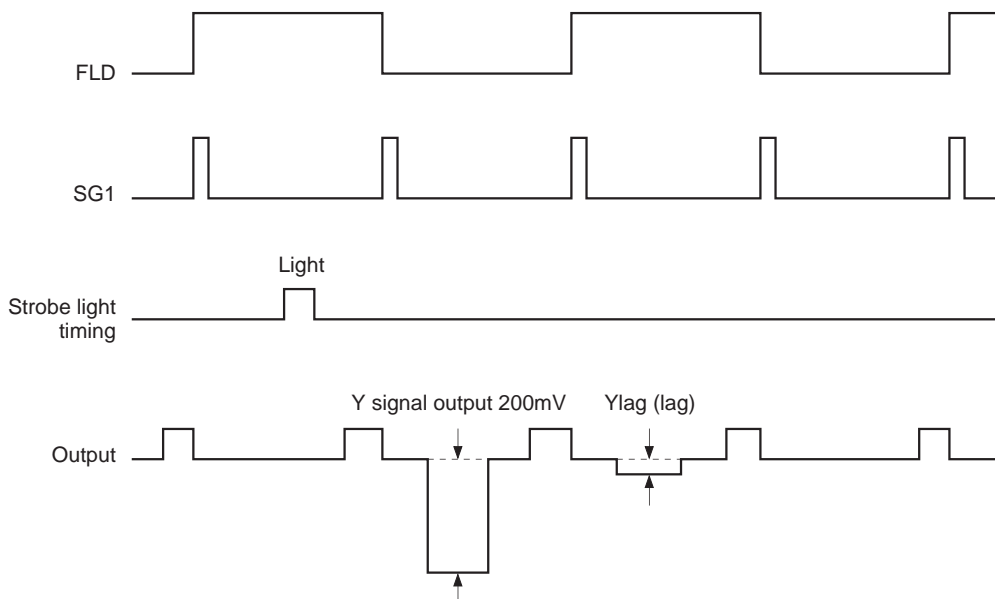 FLD
SG1
Light
Strobe light
timing
Y signal output 200mV
Ylag (lag)
Output